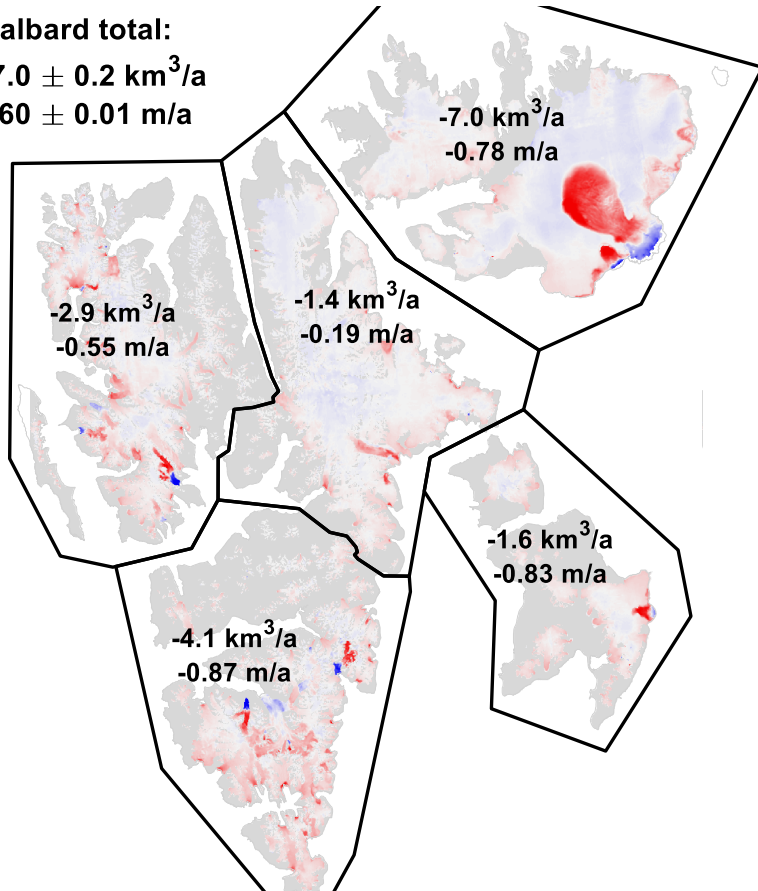 albard total:
7.0 ± 0.2 km³/a
60 ± 0.01 m/a
-7.0 km³/a
-0.78 m/a
-2.9 km³/a
-0.55 m/a
-1.4 km³/a
-0.19 m/a
-1.6 km³/a
-0.83 m/a
-4.1 km³/a
-0.87 m/a